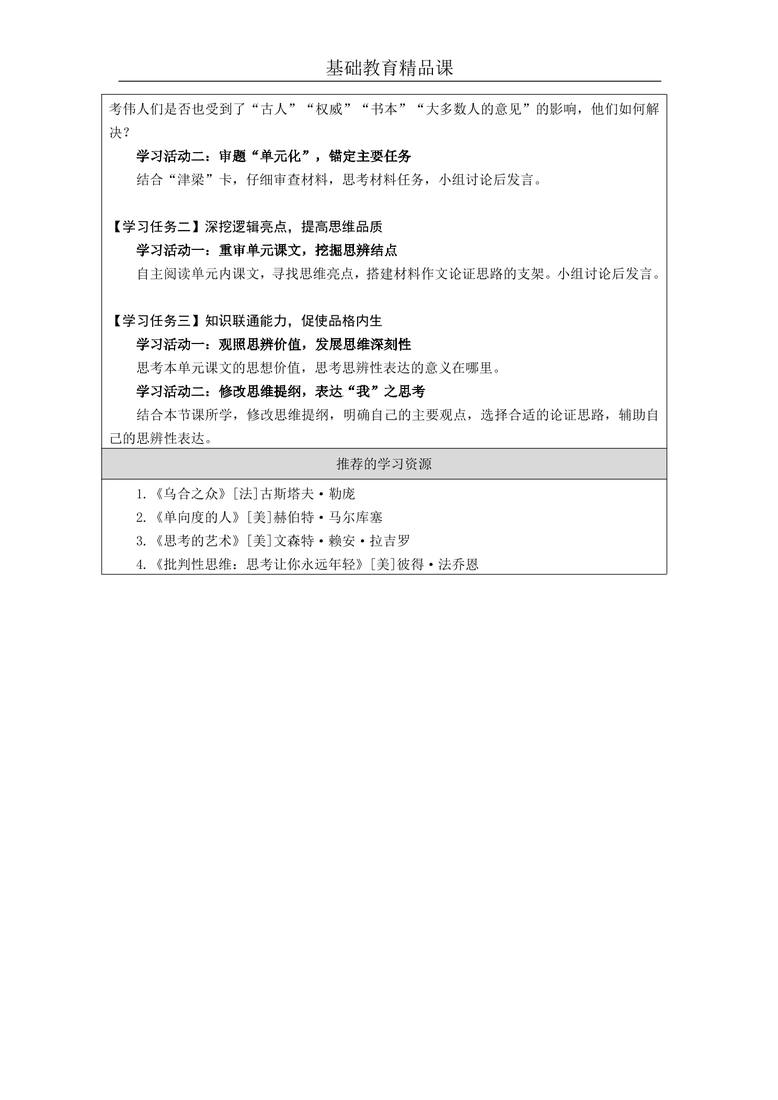 基础教育精品课
考伟人们是否也受到了“古人”“权威”“书本”“大多数人的意见”的影响，他们如何解
决？
学习活动二：审题“单元化”，锚定主要任务
结合“津梁”卡，仔细审查材料，思考材料任务，小组讨论后发言。
【学习任务二】深挖逻辑亮点，提高思维品质
学习活动一：重审单元课文，挖掘思辨结点
自主阅读单元内课文，寻找思维亮点，搭建材料作文论证思路的支架。小组讨论后发言。
【学习任务三】知识联通能力，促使品格内生
学习活动一：观照思辨价值，发展思维深刻性
思考本单元课文的思想价值，思考思辨性表达的意义在哪里。
学习活动二：修改思维提纲，表达“我”之思考
结合本节课所学，修改思维提纲，明确自己的主要观点，选择合适的论证思路，辅助自
己的思辨性表达。
推荐的学习资源
1.《乌合之众》[法]古斯塔夫·勒庞
2.《单向度的人》[美]赫伯特·马尔库塞
3.《思考的艺术》[美]文森特·赖安·拉吉罗
4.《批判性思维：思考让你永远年轻》[美]彼得·法乔恩